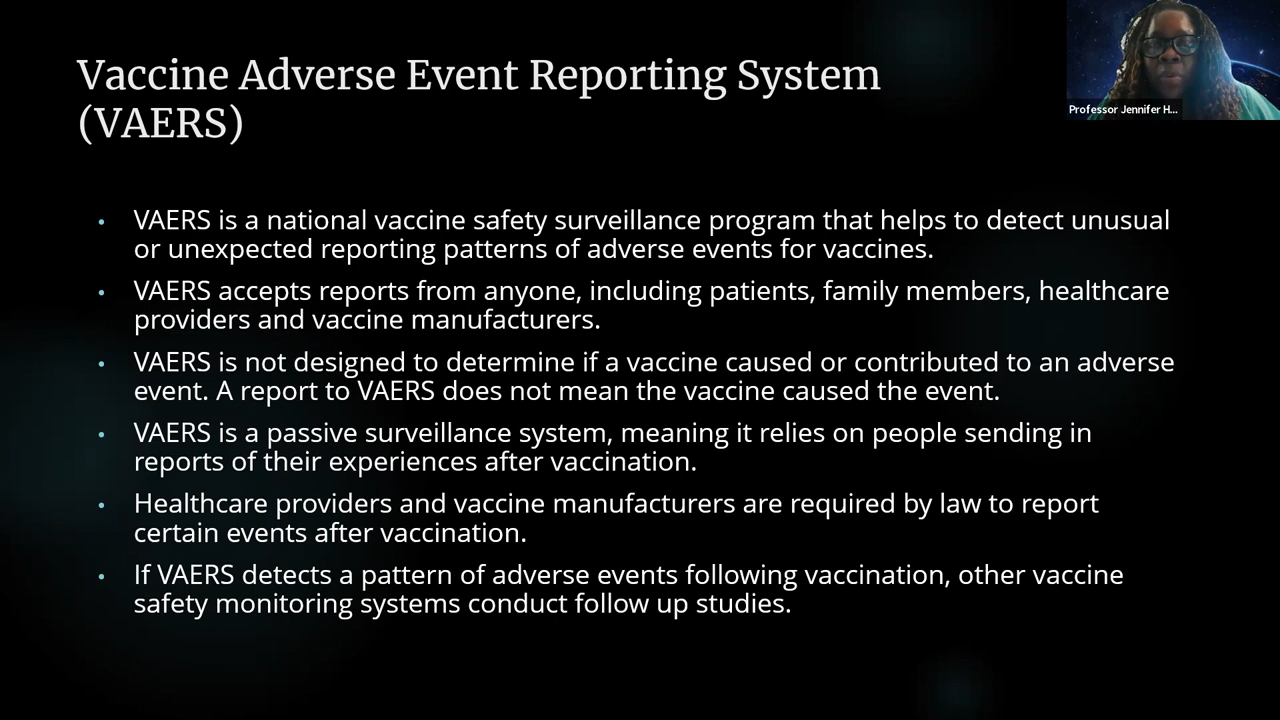 Vaccine Adverse Event Reporting System
(VAERS)
Professor Jennifer H...
• VAERS is a national vaccine safety surveillance program that helps to detect unusual
or unexpected reporting patterns of adverse events for vaccines.
• VAERS accepts reports from anyone, including patients, family members, healthcare
providers and vaccine manufacturers.
• VAERS is not designed to determine if a vaccine caused or contributed to an adverse
event. A report to VAERS does not mean the vaccine caused the event.
• VAERS is a passive surveillance system, meaning it relies on people sending in
reports of their experiences after vaccination.
• Healthcare providers and vaccine manufacturers are required by law to report
certain events after vaccination.
• If VAERS detects a pattern of adverse events following vaccination, other vaccine
safety monitoring systems conduct follow up studies.